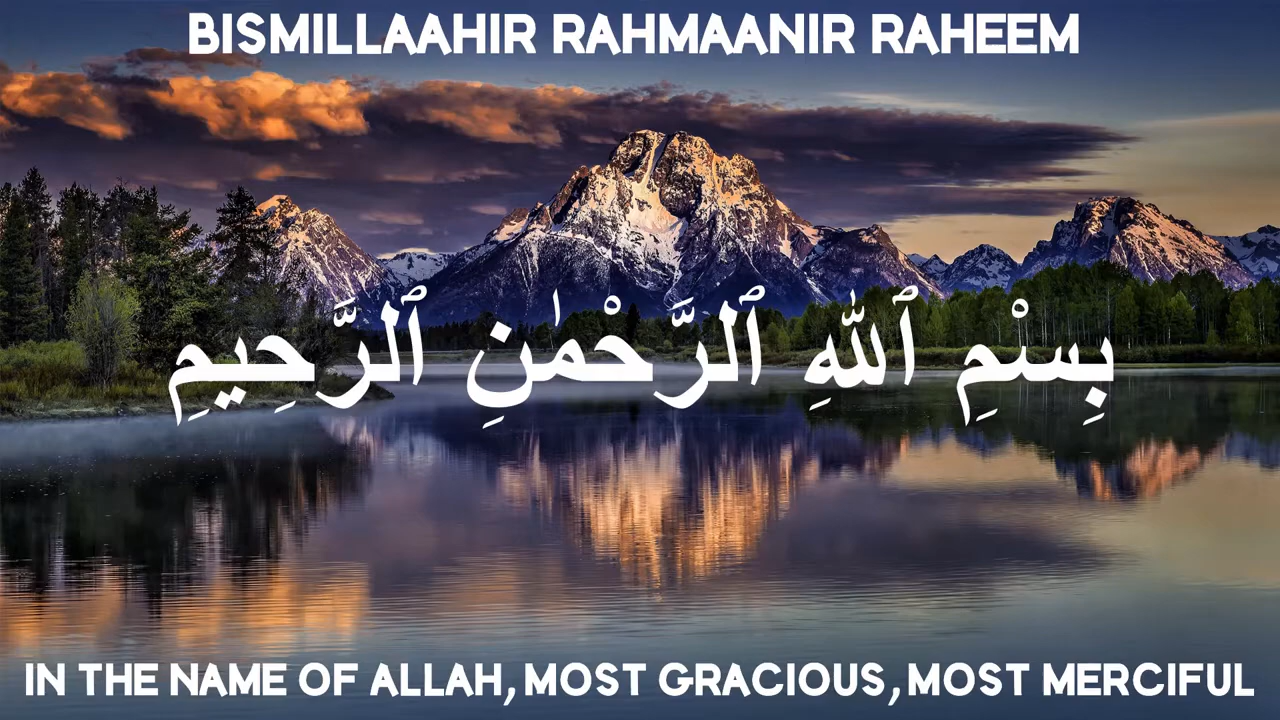 BISMILLAAHIR RAHMAANIR RAHEEM
بِسْمِ ٱللَّٰهِ ٱلرَّحْمَٰنِ ٱلرَّحِيمِ
IN THE NAME OF ALLAH, MOST GRACIOUS, MOST MERCIFUL